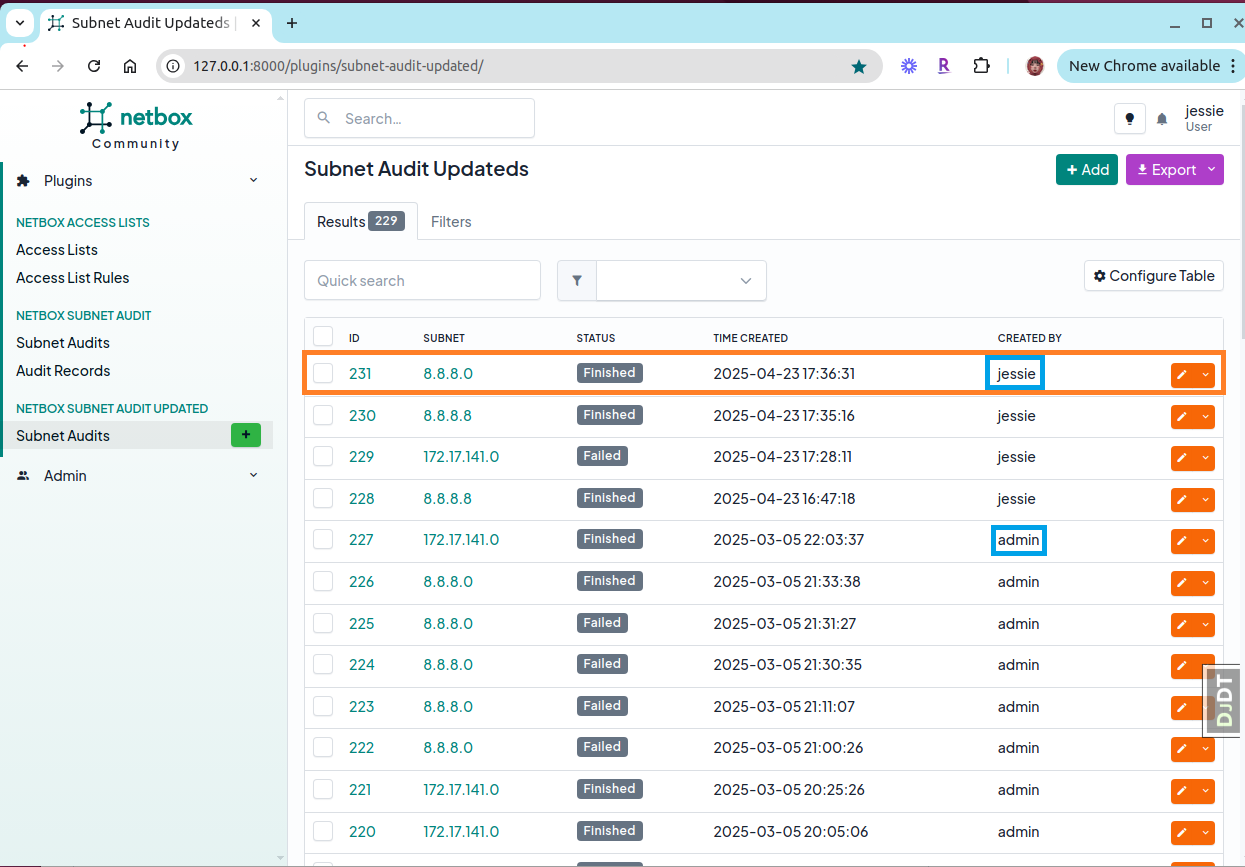 Subnet Audit Updateds
127.0.0.1:8000/plugins/subnet-audit-updated/
R
New Chrome available
netbox
Community
Search...
jessie
User
Plugins
NETBOX ACCESS LISTS
Access Lists
Access List Rules
NETBOX SUBNET AUDIT
Subnet Audits
Audit Records
NETBOX SUBNET AUDIT UPDATED
Subnet Audits +
Admin
Subnet Audit Updateds
+ Add Export
Results 229 Filters
Quick search
Configure Table
ID SUBNET STATUS TIME CREATED CREATED BY
231 8.8.8.0 Finished 2025-04-23 17:36:31 jessie
230 8.8.8.8 Finished 2025-04-23 17:35:16 jessie
229 172.17.141.0 Failed 2025-04-23 17:28:11 jessie
228 8.8.8.8 Finished 2025-04-23 16:47:18 jessie
227 172.17.141.0 Finished 2025-03-05 22:03:37 admin
226 8.8.8.0 Finished 2025-03-05 21:33:38 admin
225 8.8.8.0 Failed 2025-03-05 21:31:27 admin
224 8.8.8.0 Failed 2025-03-05 21:30:35 admin
223 8.8.8.0 Failed 2025-03-05 21:11:07 admin
222 8.8.8.0 Failed 2025-03-05 21:00:26 admin
221 172.17.141.0 Finished 2025-03-05 20:25:26 admin
220 172.17.141.0 Finished 2025-03-05 20:05:06 admin
DJDT